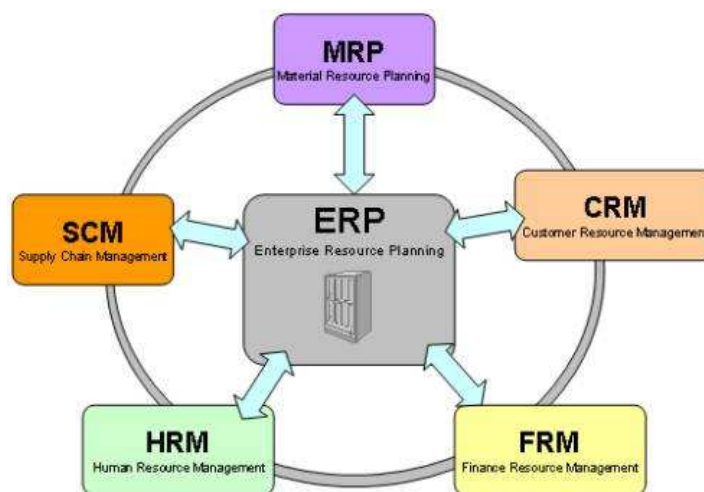 MRP
Material Resource Planning
ERP
Enterprise Resource Planning
CRM
Customer Resource Management
SCM
Supply Chain Management
HRM
Human Resource Management
FRM
Finance Resource Management